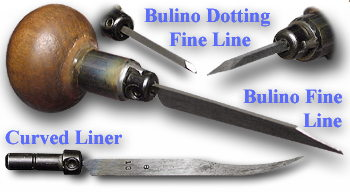 Bulino Dotting
Fine Line
Bulino Fine
Line
Curved Liner